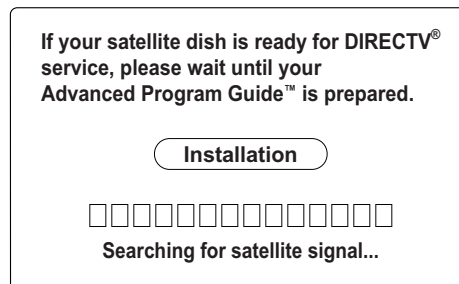 If your satellite dish is ready for DIRECTV®
service, please wait until your
Advanced Program Guide™ is prepared.
Installation
Searching for satellite signal...